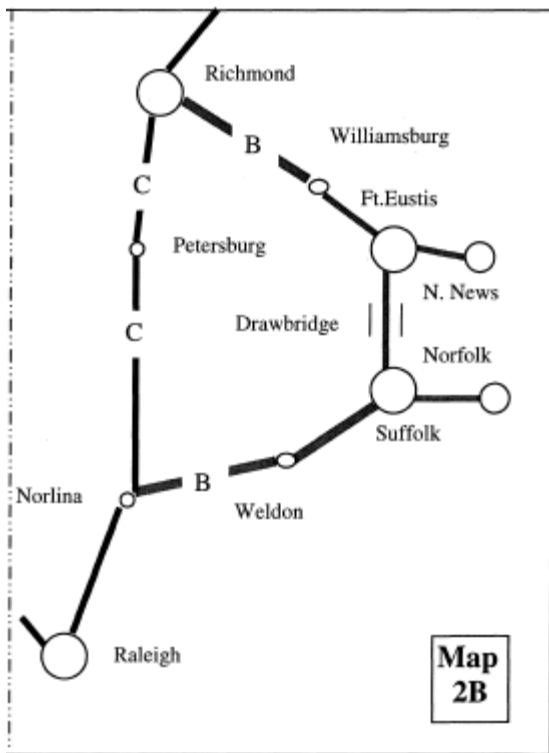 Richmond
B
Williamsburg
C
Ft.Eustis
Petersburg
N. News
C
Drawbridge
Norfolk
Suffolk
B
Norlina
Weldon
Raleigh
Map
2B